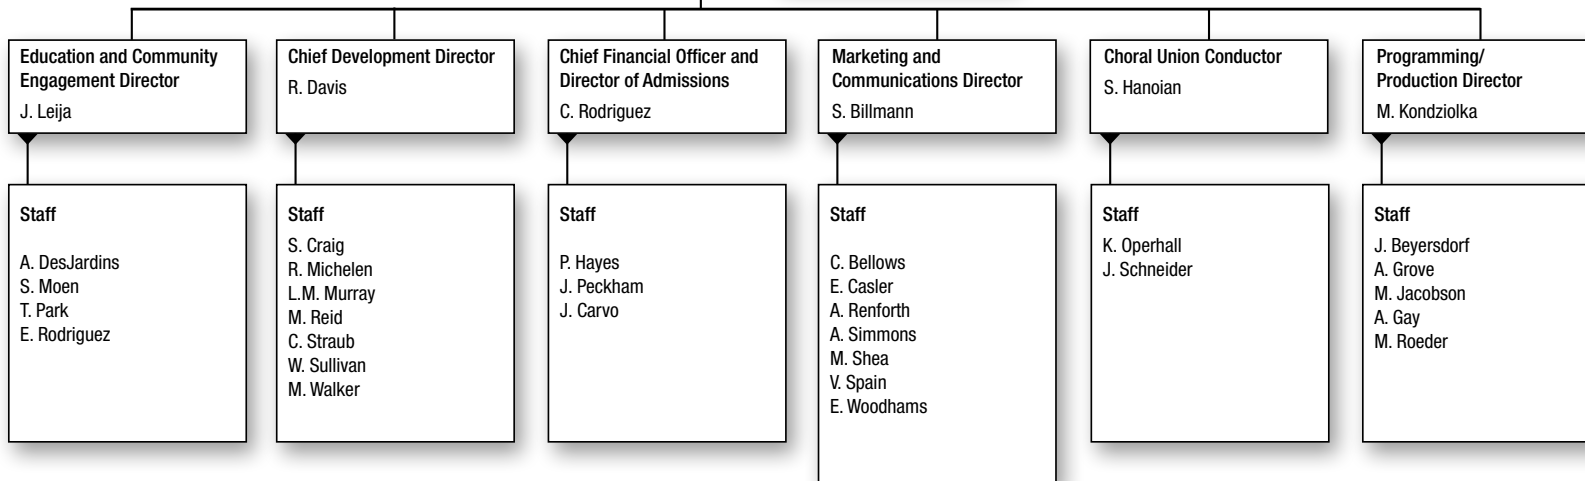 Education and Community
Engagement Director
J. Leija
Chief Development Director
R. Davis
Chief Financial Officer and
Director of Admissions
C. Rodriguez
Marketing and
Communications Director
S. Billmann
Choral Union Conductor
S. Hanoian
Programming/
Production Director
M. Kondziolka
Staff
A. DesJardins
S. Moen
T. Park
E. Rodriguez
Staff
S. Craig
R. Michelen
L.M. Murray
M. Reid
C. Straub
W. Sullivan
M. Walker
Staff
P. Hayes
J. Peckham
J. Carvo
Staff
C. Bellows
E. Casler
A. Renforth
A. Simmons
M. Shea
V. Spain
E. Woodhams
Staff
K. Operhall
J. Schneider
Staff
J. Beyersdorf
A. Grove
M. Jacobson
A. Gay
M. Roeder